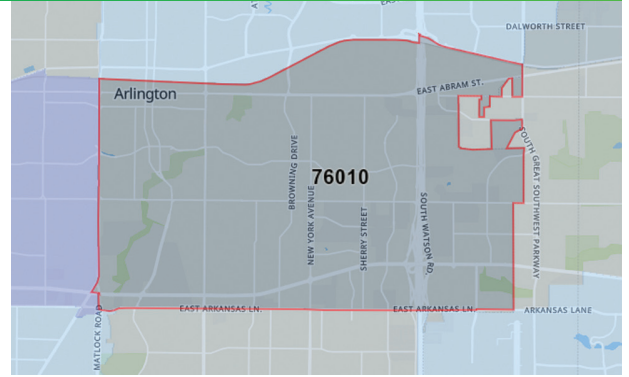 DALWORTH STREET
EAST ABRAM ST.
Arlington
SOUTH GREAT SOUTHWEST PARKWAY
BROWNING DRIVE
76010
NEW YORK AVENUE
SHERRY STREET
SOUTH WATSON RD.
EAST ARKANSAS LN.
EAST ARKANSAS LN.
ARKANSAS LANE
MATLOCK ROAD